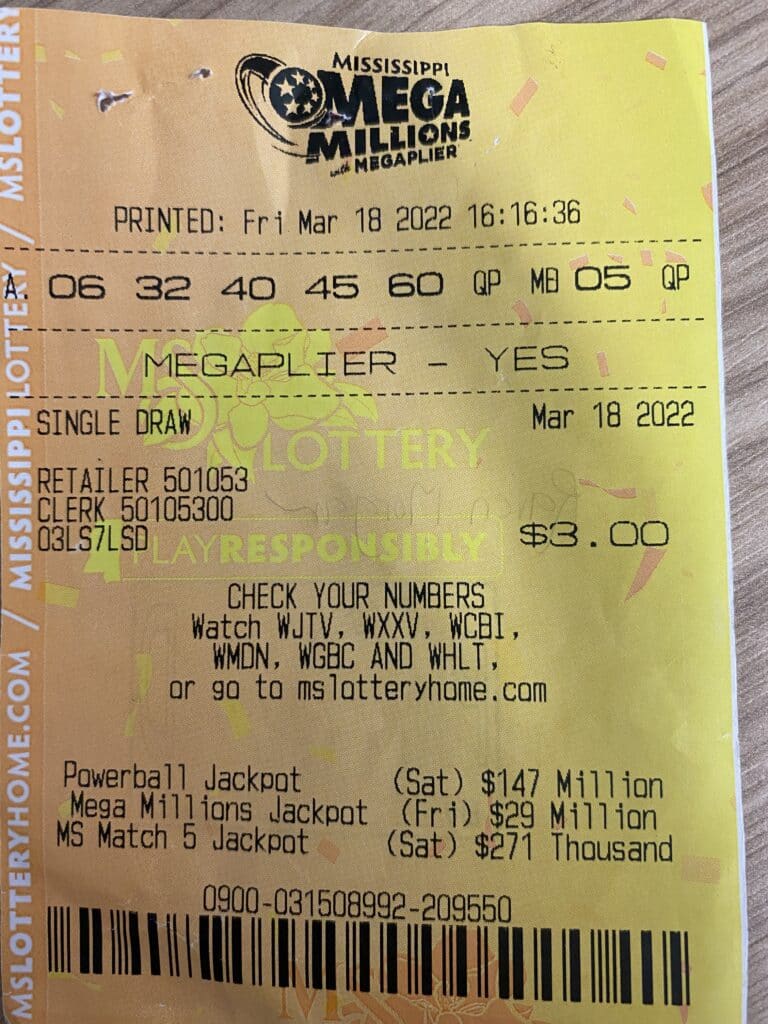 MISSISSIPPI
MEGA
MILLIONS
with MEGAPLIER
PRINTED: Fri Mar 18 2022 16:16:36
A. 06 32 40 45 60 QP MB 05 QP
MEGAPLIER - YES
SINGLE DRAW Mar 18 2022
MS LOTTERY
RETAILER 501053
CLERK 50105300
03LS7LSD $3.00
PLAY RESPONSIBLY
CHECK YOUR NUMBERS
Watch WJTV, WXXV, WCBI,
WMDN, WGBC AND WHLT,
or go to mslotteryhome.com
Powerball Jackpot (Sat) $147 Million
Mega Millions Jackpot (Fri) $29 Million
MS Match 5 Jackpot (Sat) $271 Thousand
0900-031508992-209550
MSLOTTERYHOME.COM / MISSISSIPPI LOTTERY / MSLOTTERY